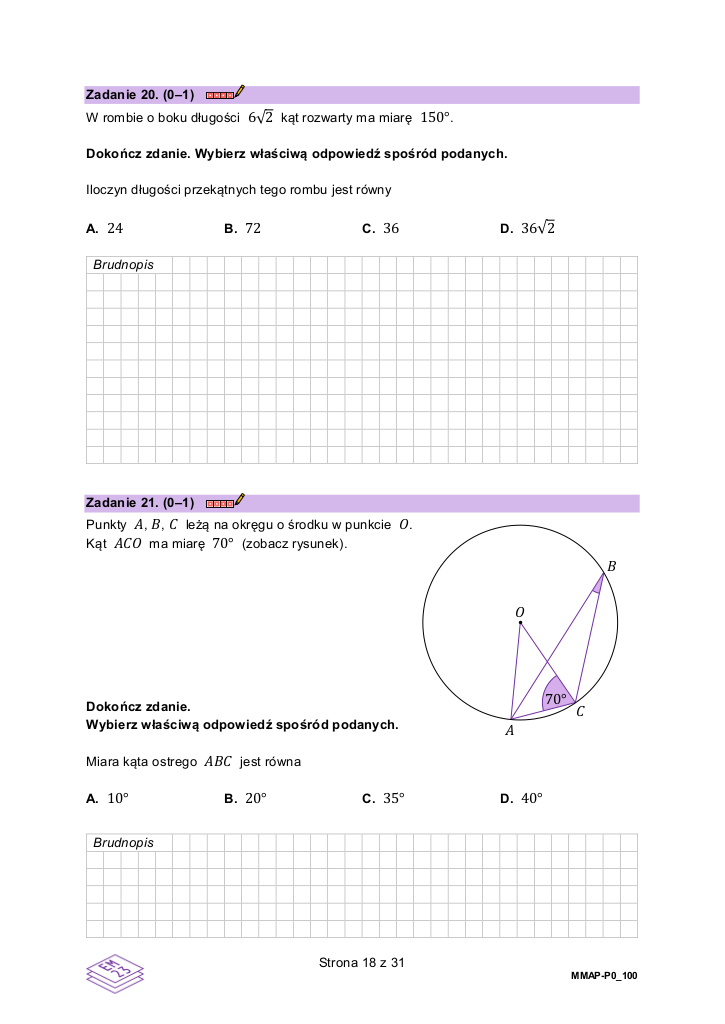 Zadanie 20. (0–1)
W rombie o boku długości 6√2 kąt rozwarty ma miarę 150°.
Dokończ zdanie. Wybierz właściwą odpowiedź spośród podanych.
Iloczyn długości przekątnych tego rombu jest równy
A. 24 B. 72 C. 36 D. 36√2
Brudnopis
Zadanie 21. (0–1)
Punkty A, B, C leżą na okręgu o środku w punkcie O.
Kąt ACO ma miarę 70° (zobacz rysunek).
B
O
70°
C
A
Dokończ zdanie.
Wybierz właściwą odpowiedź spośród podanych.
Miara kąta ostrego ABC jest równa
A. 10° B. 20° C. 35° D. 40°
Brudnopis
EM
23
Strona 18 z 31
MMAP-P0_100